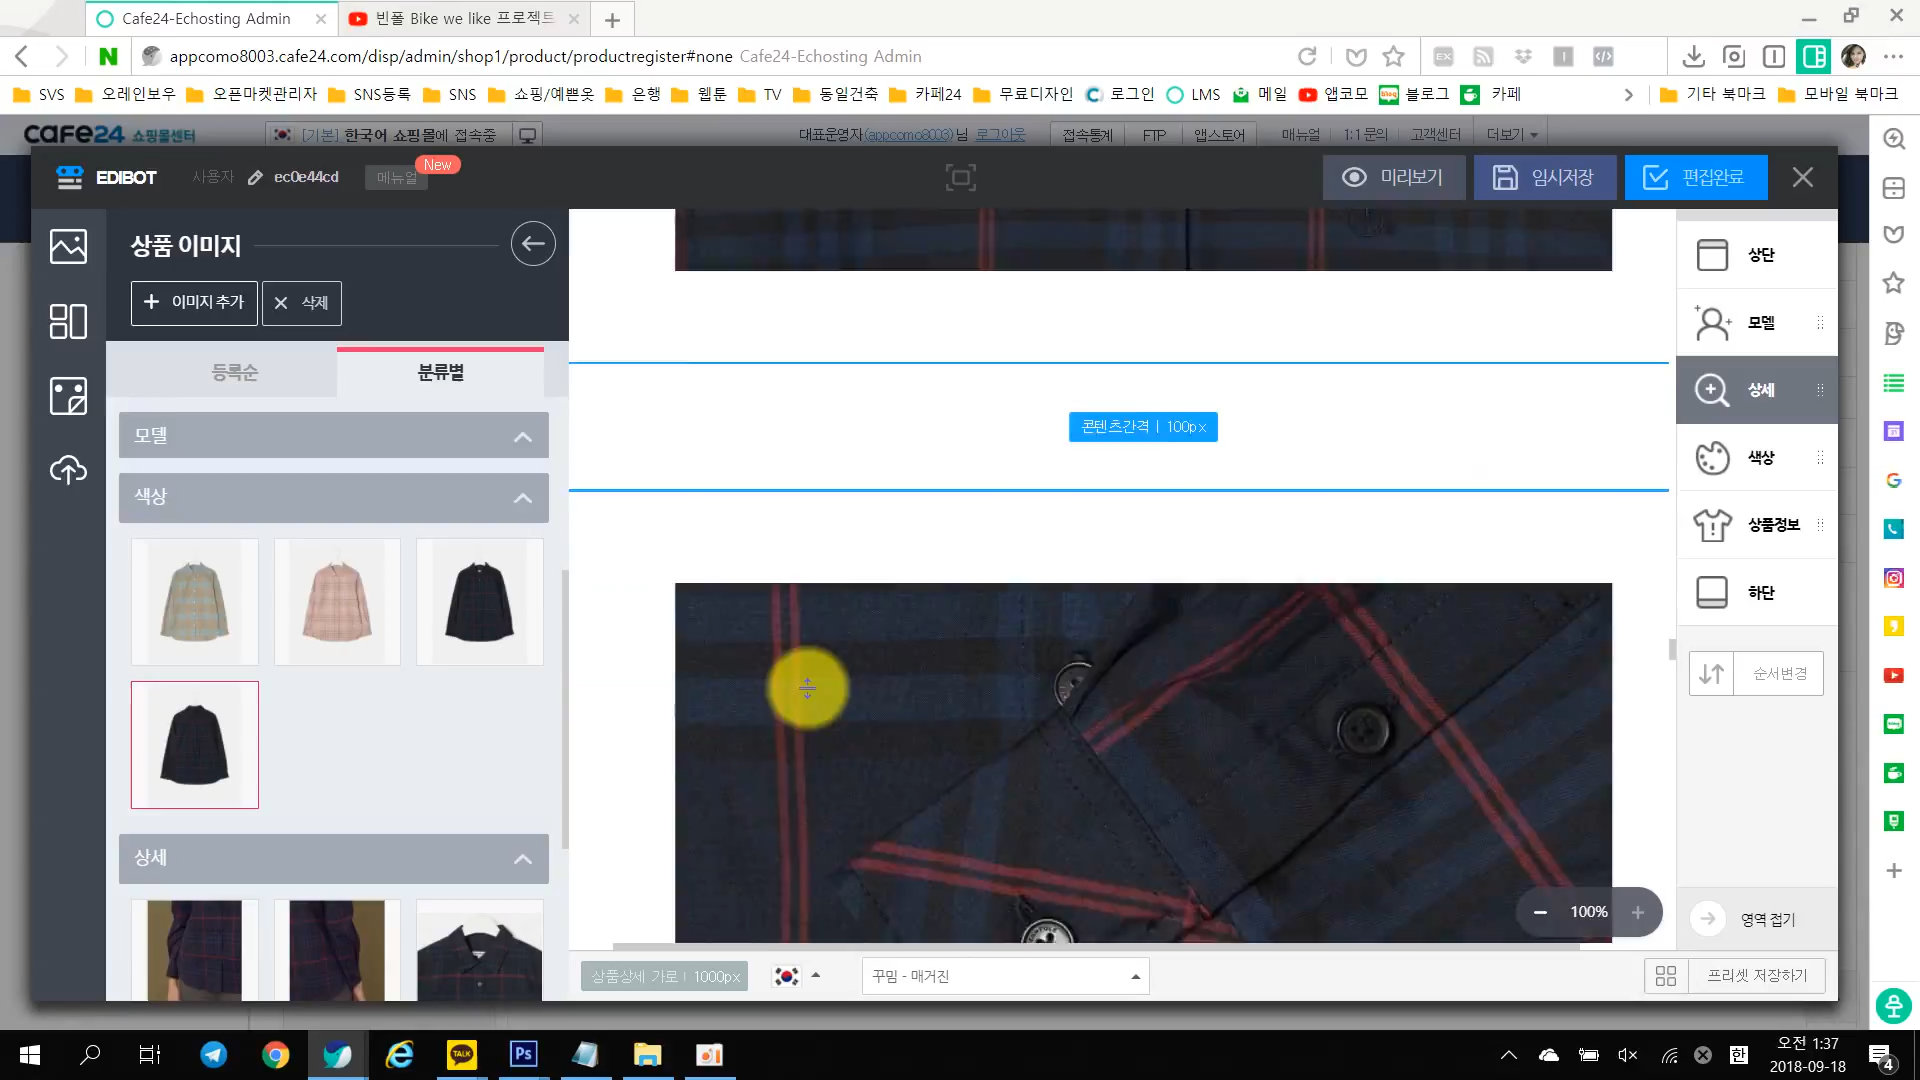 Cafe24-Echosting Admin
빈폴 Bike we like 프로젝트
appcomo8003.cafe24.com/disp/admin/shop1/product/productregister#none Cafe24-Echosting Admin
SVS 오레인보우 오픈마켓관리자 SNS등록 SNS 쇼핑/예쁜옷 은행 웹툰 TV 동일건축 카페24 무료디자인 로그인 LMS 메일 앱코모 블로그 카페 기타 북마크 모바일 북마크
cafe24 쇼핑몰센터 [기본] 한국어 쇼핑몰에 접속중 대표운영자(appcomo8003)님 로그아웃 접속통계 FTP 앱스토어 매뉴얼 1:1 문의 고객센터 더보기
EDIBOT 사용자 ec0e44cd 메뉴얼 New 미리보기 임시저장 편집완료
상품 이미지
이미지 추가 삭제
등록순 분류별
모델
색상
상세
콘텐츠간격 | 100px
상단
모델
상세
색상
상품정보
하단
순서변경
100%
영역 접기
상품상세 가로 | 1000px 꾸밈 - 매거진 프리셋 저장하기
오전 1:37
2018-09-18
한
4